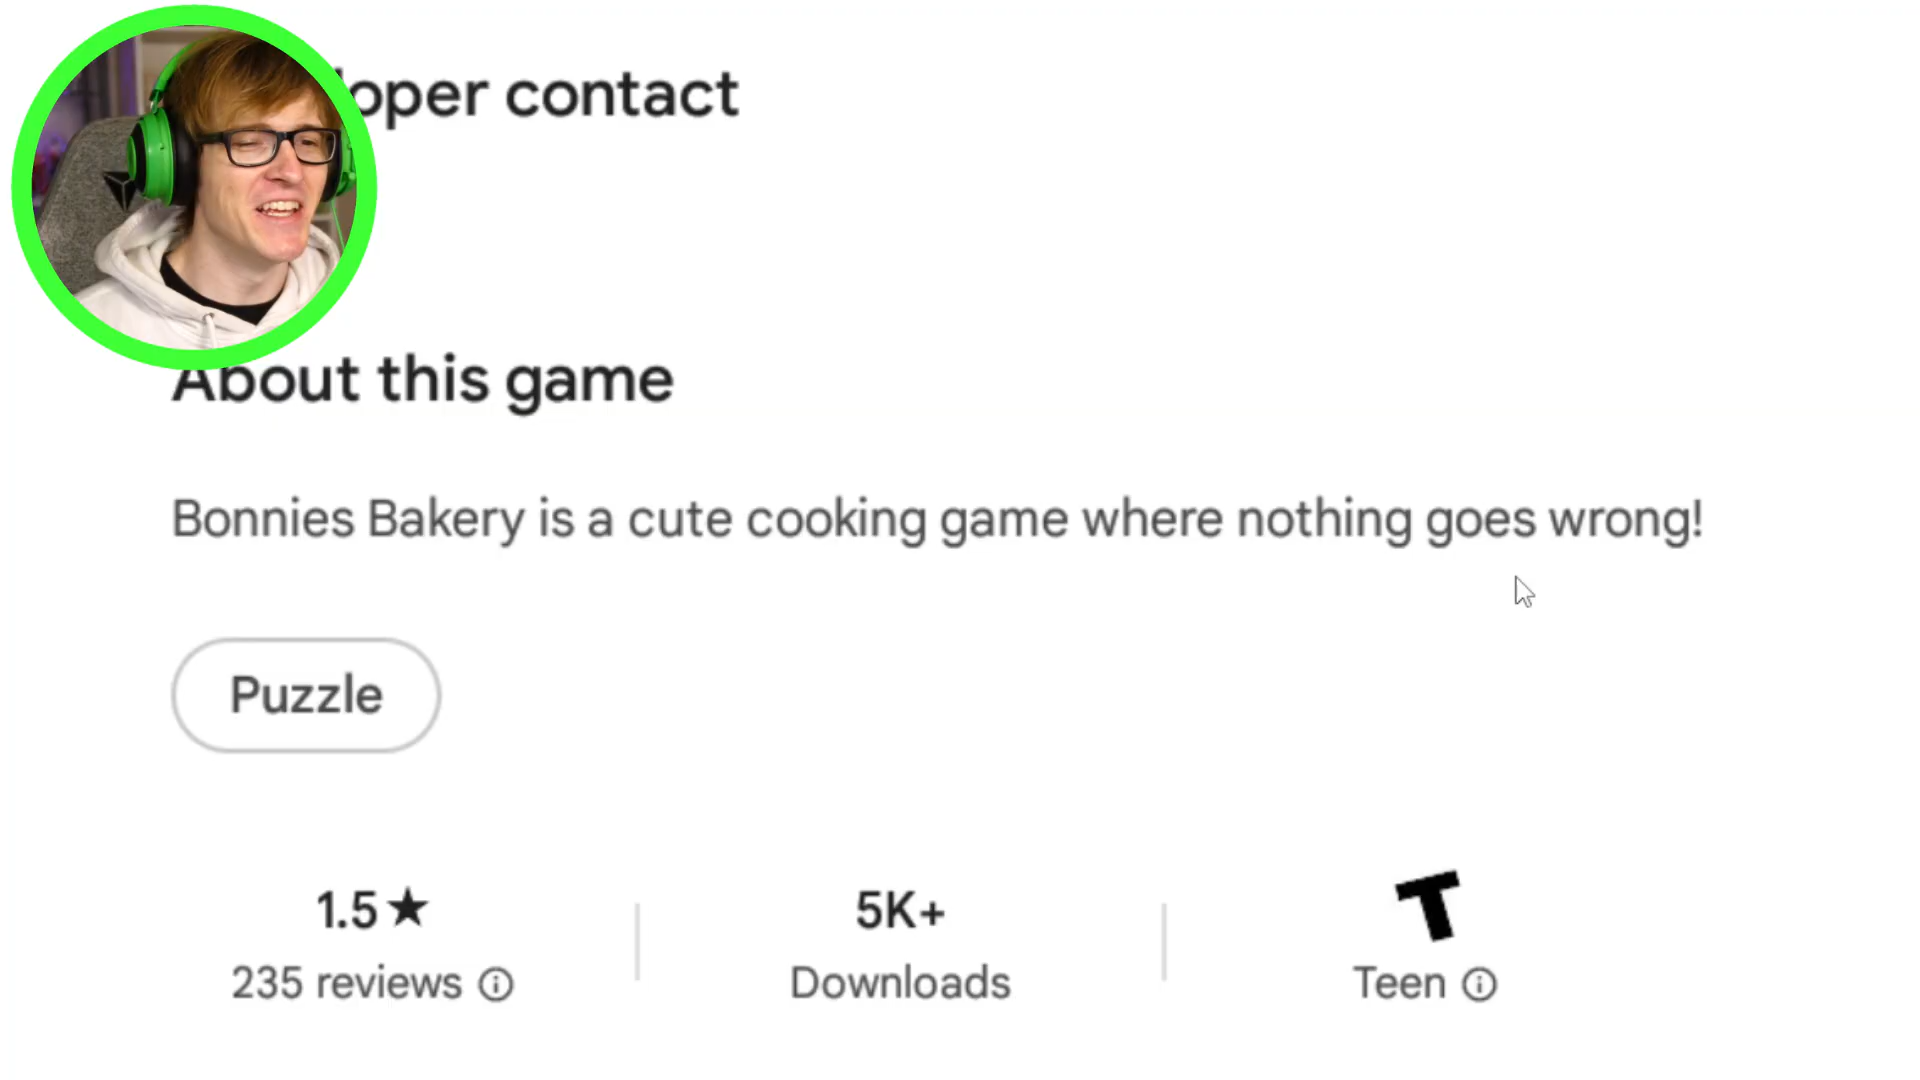 oper contact
About this game
Bonnies Bakery is a cute cooking game where nothing goes wrong!
Puzzle
1.5★
5K+
T
235 reviews
Downloads
Teen